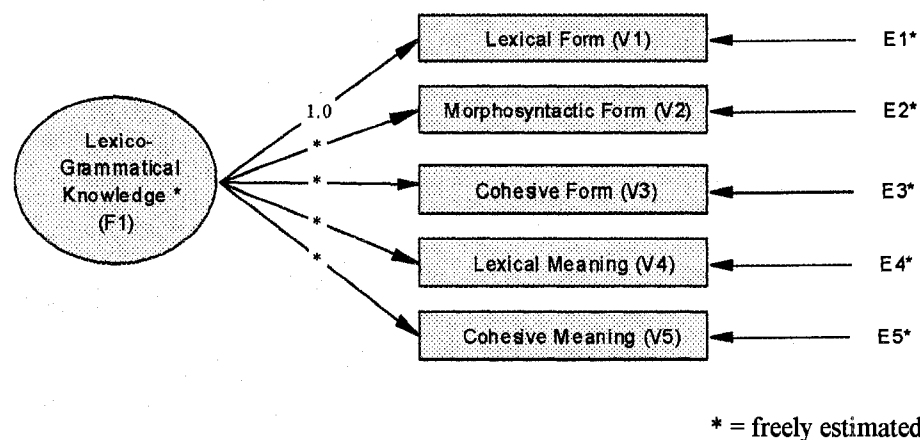 Lexico-
Grammatical
Knowledge *
(F1)
1.0
*
*
*
*
Lexical Form (V1)
E1*
Morphosyntactic Form (V2)
E2*
Cohesive Form (V3)
E3*
Lexical Meaning (V4)
E4*
Cohesive Meaning (V5)
E5*
* = freely estimated